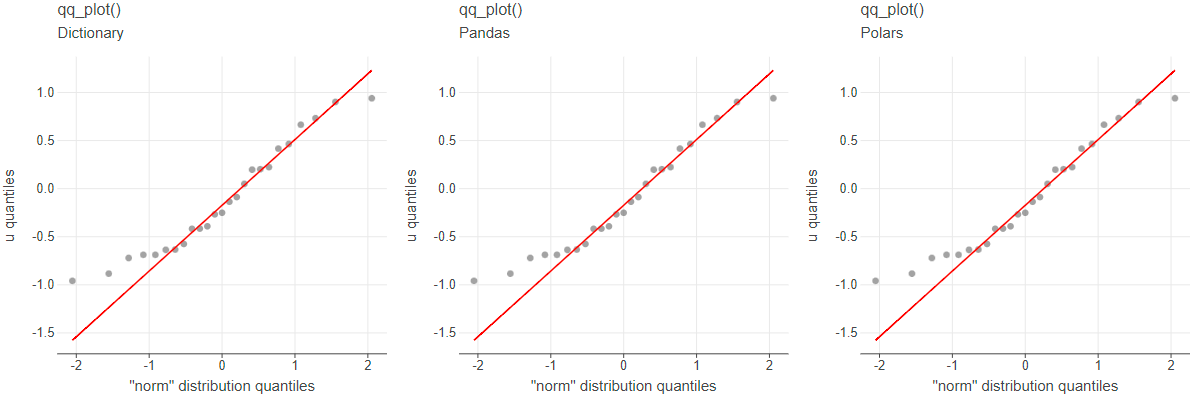 qq_plot()
Dictionary
1.0
0.5
0.0
-0.5
-1.0
-1.5
u quantiles
-2 -1 0 1 2
"norm" distribution quantiles
qq_plot()
Pandas
1.0
0.5
0.0
-0.5
-1.0
-1.5
u quantiles
-2 -1 0 1 2
"norm" distribution quantiles
qq_plot()
Polars
1.0
0.5
0.0
-0.5
-1.0
-1.5
u quantiles
-2 -1 0 1 2
"norm" distribution quantiles